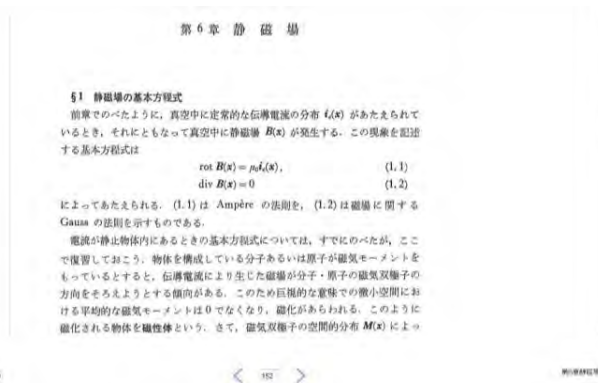 第6章 静磁場
§1 静磁場の基本方程式
前章でのべたように，真空中に定常的な伝導電流の分布 i_c(x) があたえられて
いるとき，それにともなって真空中に静磁場 B(x) が発生する．この現象を記述
する基本方程式は
rot B(x) = μ₀i_c(x), (1, 1)
div B(x) = 0 (1, 2)
によってあたえられる．(1, 1) は Ampère の法則を，(1, 2) は磁場に関する
Gauss の法則を示すものである．
電流が静止物体内にあるときの基本方程式については，すでにのべたが，ここ
で復習しておこう．物体を構成している分子あるいは原子が磁気モーメントを
もっているとすると，伝導電流により生じた磁場が分子・原子の磁気双極子の
方向をそろえようとする傾向がある．このため巨視的な意味での微小空間にお
ける平均的な磁気モーメントは0でなくなり，磁化があらわれる．このように
磁化される物体を磁性体という．さて，磁気双極子の空間的分布 M(x) によっ
152